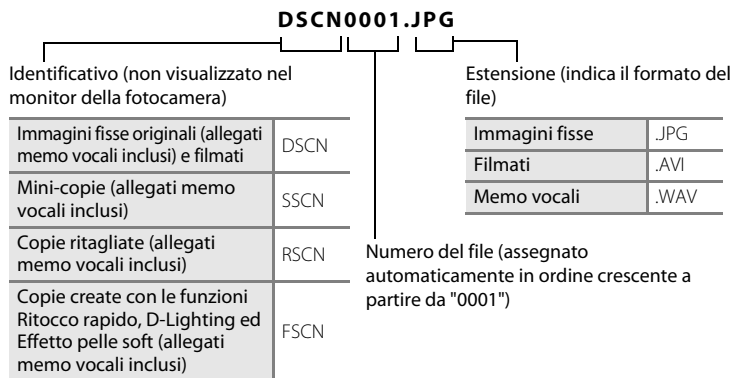 DSCN0001.JPG
Identificativo (non visualizzato nel
monitor della fotocamera)
Immagini fisse originali (allegati
memo vocali inclusi) e filmati
DSCN
Mini-copie (allegati memo
vocali inclusi)
SSCN
Copie ritagliate (allegati
memo vocali inclusi)
RSCN
Copie create con le funzioni
Ritocco rapido, D-Lighting ed
Effetto pelle soft (allegati
memo vocali inclusi)
FSCN
Numero del file (assegnato
automaticamente in ordine crescente a
partire da "0001")
Estensione (indica il formato del
file)
Immagini fisse .JPG
Filmati .AVI
Memo vocali .WAV